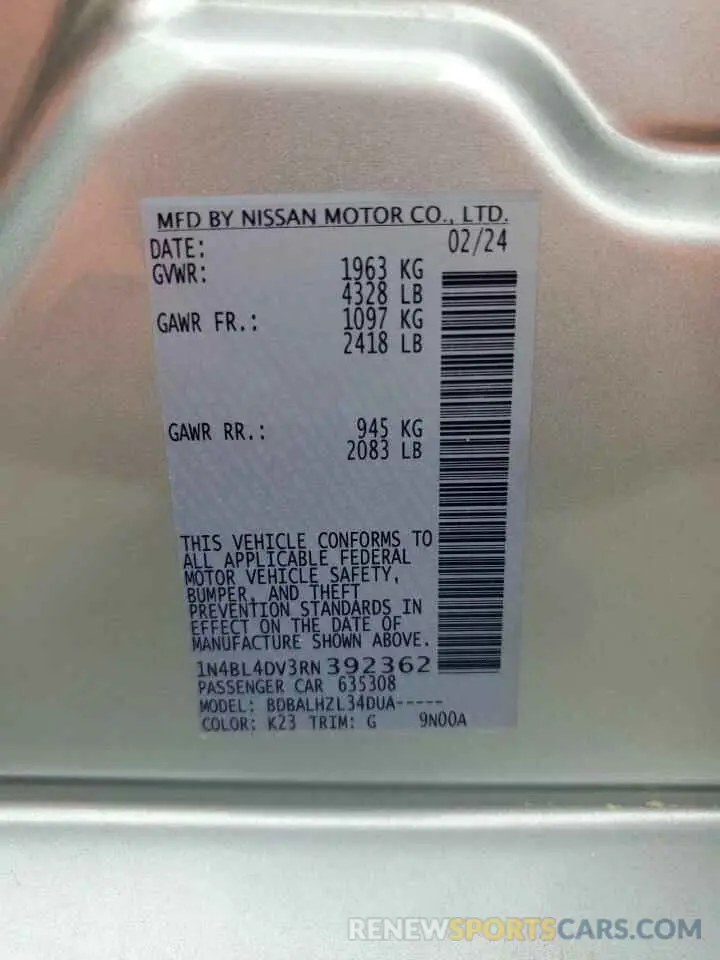 MFD BY NISSAN MOTOR CO., LTD.
DATE: 02/24
GVWR: 1963 KG
4328 LB
GAWR FR.: 1097 KG
2418 LB
GAWR RR.: 945 KG
2083 LB
THIS VEHICLE CONFORMS TO
ALL APPLICABLE FEDERAL
MOTOR VEHICLE SAFETY,
BUMPER, AND THEFT
PREVENTION STANDARDS IN
EFFECT ON THE DATE OF
MANUFACTURE SHOWN ABOVE.
1N4BL4DV3RN392362
PASSENGER CAR 635308
MODEL: BDBALHZL34DUA-----
COLOR: K23 TRIM: G 9N00A
RENEWSPORTSCARS.COM